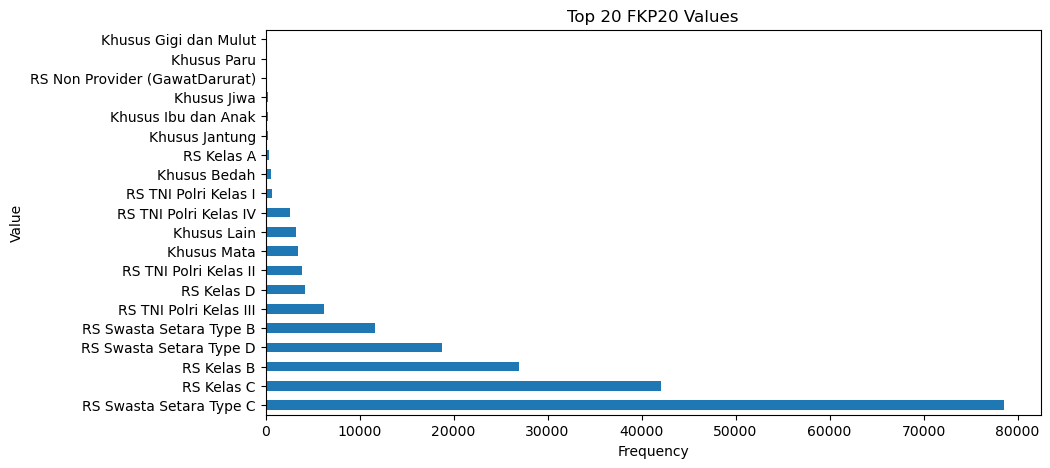 Top 20 FKP20 Values
Value
Khusus Gigi dan Mulut
Khusus Paru
RS Non Provider (GawatDarurat)
Khusus Jiwa
Khusus Ibu dan Anak
Khusus Jantung
RS Kelas A
Khusus Bedah
RS TNI Polri Kelas I
RS TNI Polri Kelas IV
Khusus Lain
Khusus Mata
RS TNI Polri Kelas II
RS Kelas D
RS TNI Polri Kelas III
RS Swasta Setara Type B
RS Swasta Setara Type D
RS Kelas B
RS Kelas C
RS Swasta Setara Type C
0 10000 20000 30000 40000 50000 60000 70000 80000
Frequency